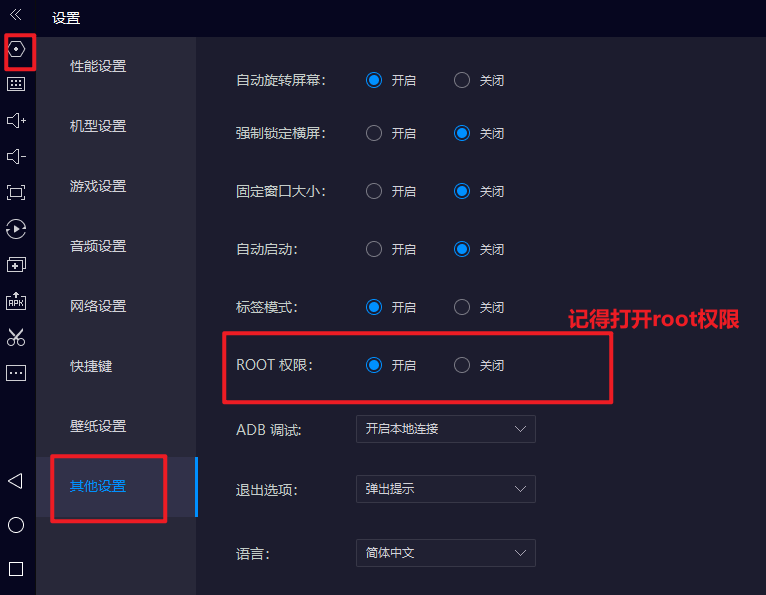 设置
性能设置
机型设置
游戏设置
音频设置
网络设置
快捷键
壁纸设置
其他设置
APK
自动旋转屏幕： 开启 关闭
强制锁定横屏： 开启 关闭
固定窗口大小： 开启 关闭
自动启动： 开启 关闭
标签模式： 开启 关闭
记得打开root权限
ROOT 权限： 开启 关闭
ADB 调试： 开启本地连接
退出选项： 弹出提示
语言： 简体中文